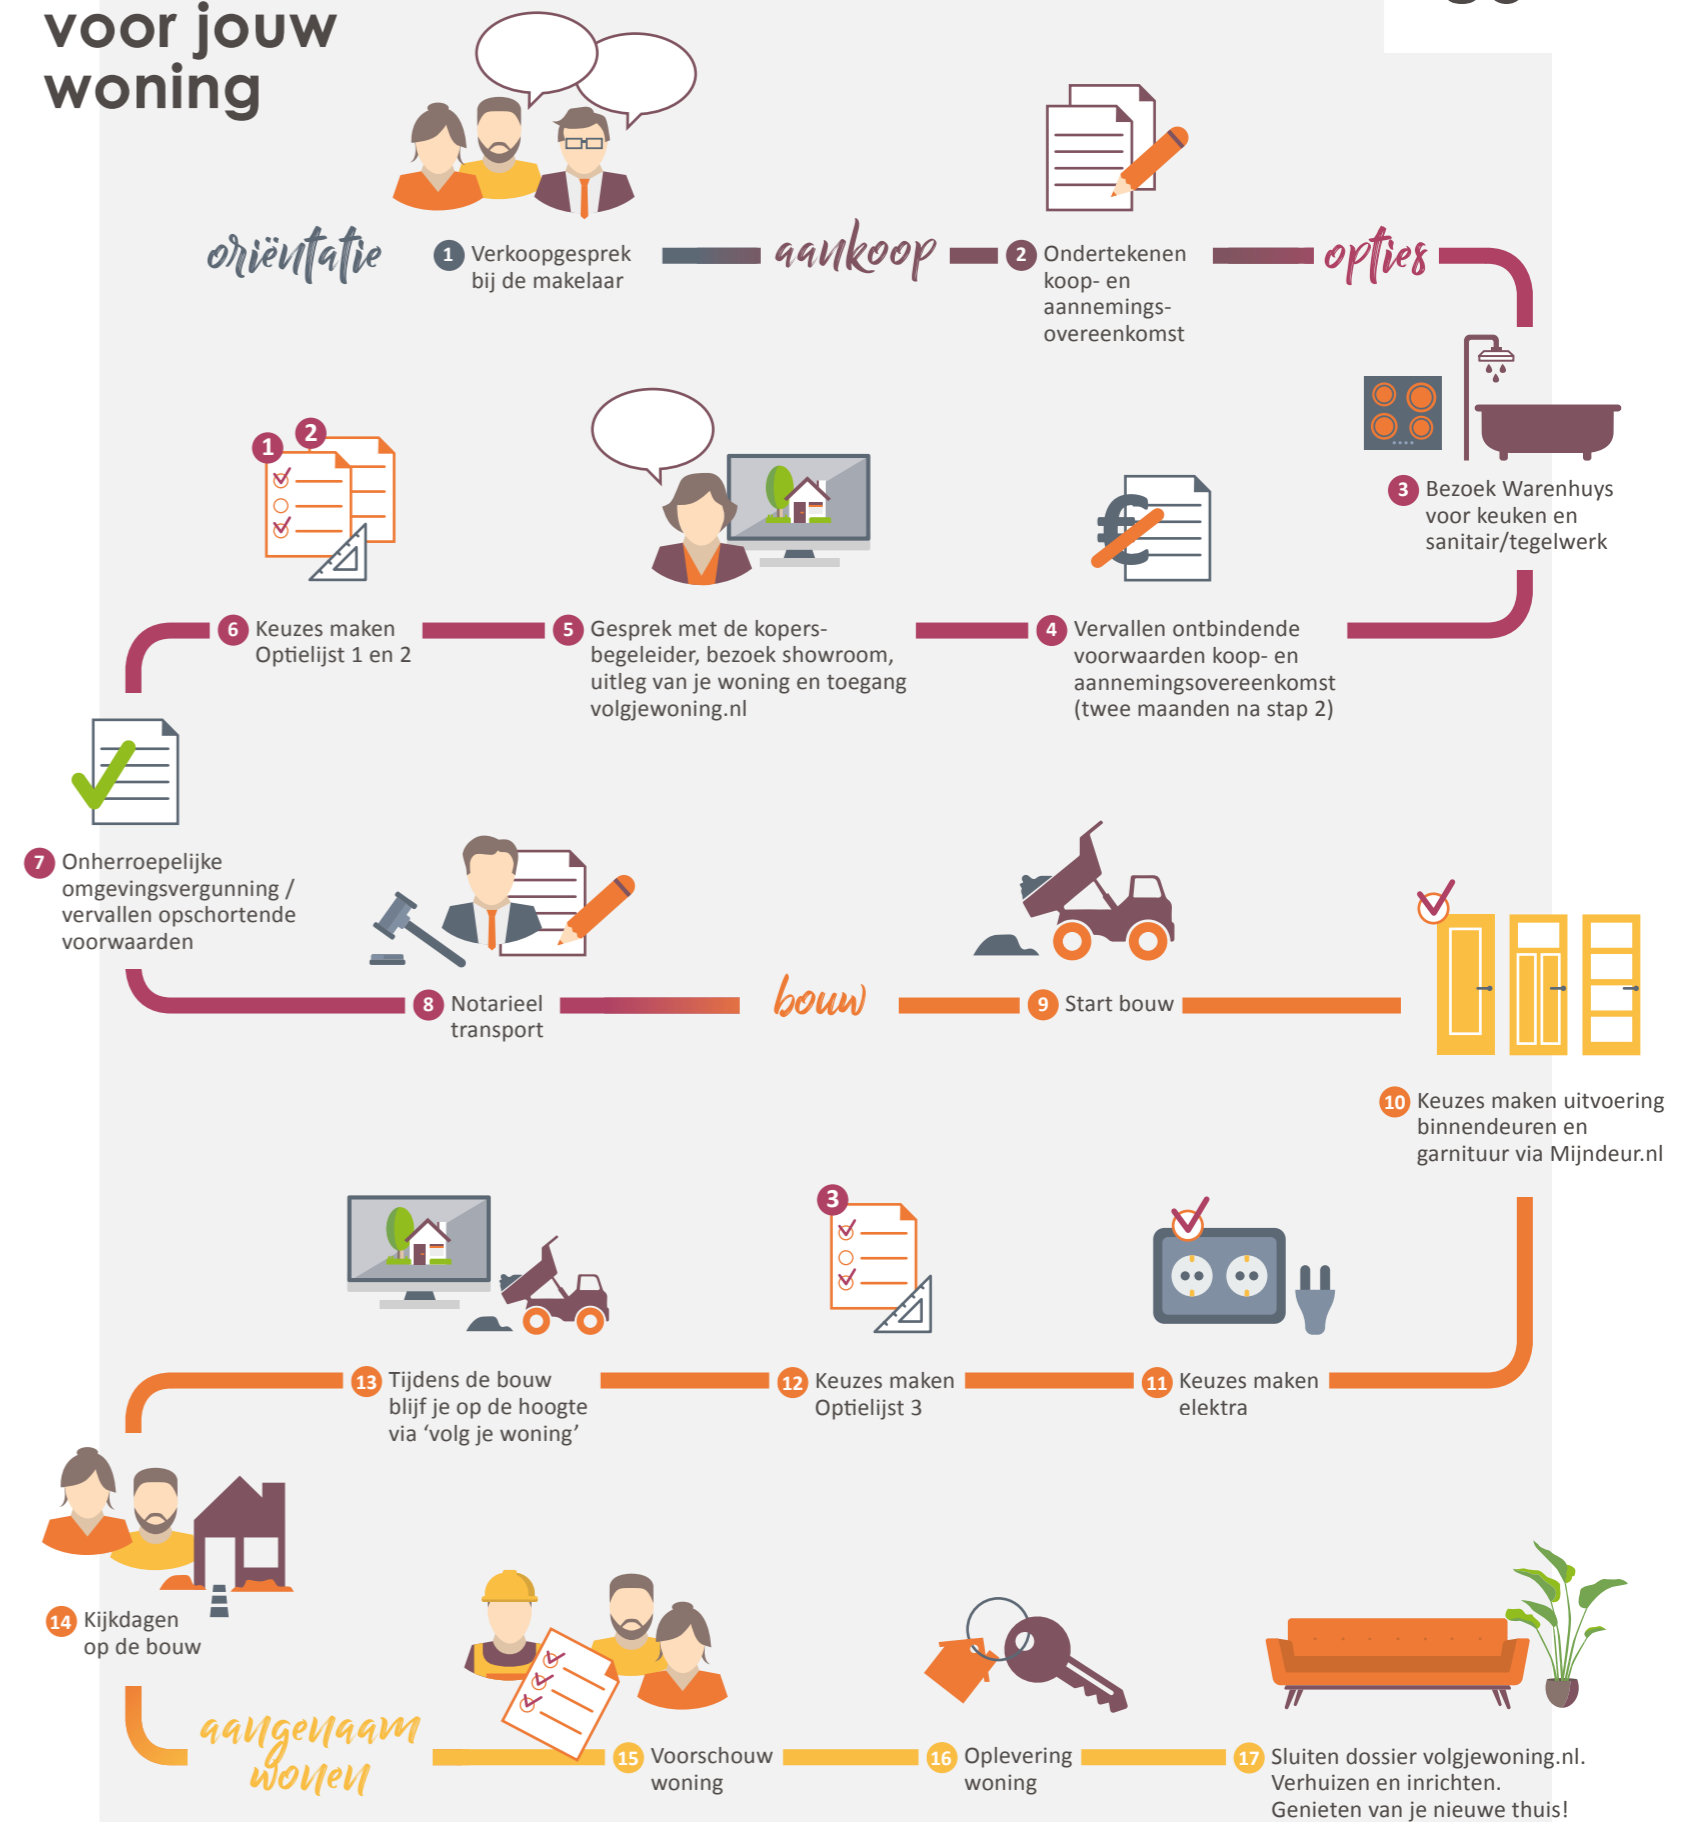 voor jouw
woning
oriëntatie
1 Verkoopgesprek
bij de makelaar
aankoop
2 Ondertekenen
koop- en
aannemings-
overeenkomst
opties
3 Bezoek Warenhuys
voor keuken en
sanitair/tegelwerk
4 Vervallen ontbindende
voorwaarden koop- en
aannemingsovereenkomst
(twee maanden na stap 2)
€
5 Gesprek met de kopers-
begeleider, bezoek showroom,
uitleg van je woning en toegang
volgjewoning.nl
1
2
6 Keuzes maken
Optielijst 1 en 2
7 Onherroepelijke
omgevingsvergunning /
vervallen opschortende
voorwaarden
8 Notarieel
transport
bouw
9 Start bouw
10 Keuzes maken uitvoering
binnendeuren en
garnituur via Mijndeur.nl
11 Keuzes maken
elektra
3
12 Keuzes maken
Optielijst 3
13 Tijdens de bouw
blijf je op de hoogte
via ‘volg je woning’
14 Kijkdagen
op de bouw
aangenaam
wonen
15 Voorschouw
woning
16 Oplevering
woning
17 Sluiten dossier volgjewoning.nl.
Verhuizen en inrichten.
Genieten van je nieuwe thuis!